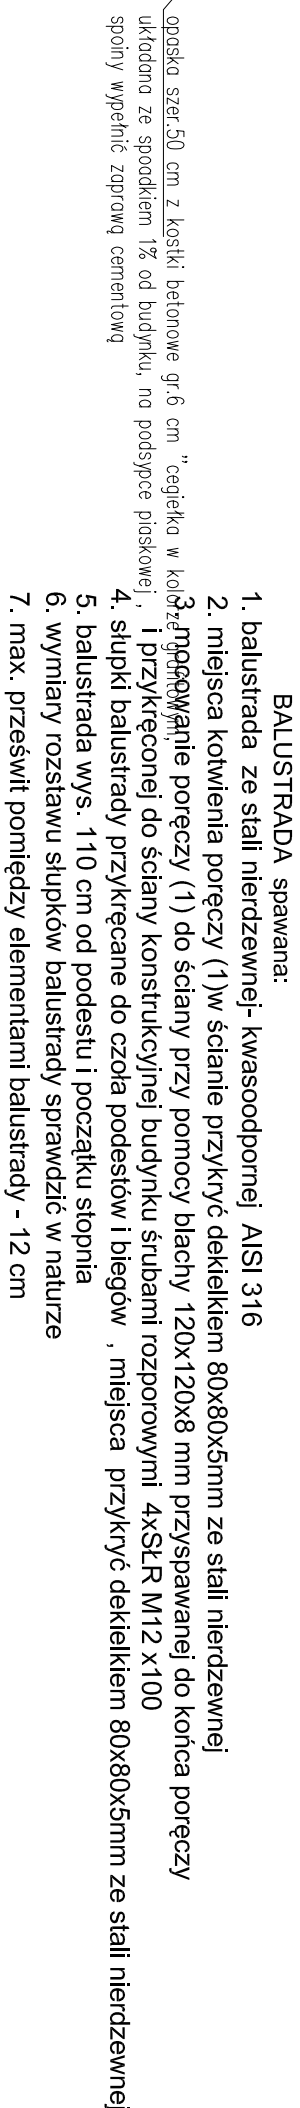 opaska szer.50 cm z kostki betonowe gr.6 cm " cegiełka w kolorze granitowym,
układana ze spoadkiem 1% od budynku, na podsypce piaskowej ,
spoiny wypełnić zaprawą cementową
BALUSTRADA spawana:
1. balustrada ze stali nierdzewnej- kwasoodpornej AISI 316
2. miejsca kotwienia poręczy (1)w ścianie przykryć dekielkiem 80x80x5mm ze stali nierdzewnej
3. mocowanie poręczy (1) do ściany przy pomocy blachy 120x120x8 mm przyspawanej do końca poręczy
i przykręconej do ściany konstrukcyjnej budynku śrubami rozporowymi 4xSŁR M12 x100
4. słupki balustrady przykręcane do czoła podestów i biegów , miejsca przykryć dekielkiem 80x80x5mm ze stali nierdzewnej
5. balustrada wys. 110 cm od podestu i początku stopnia
6. wymiary rozstawu słupków balustrady sprawdzić w naturze
7. max. prześwit pomiędzy elementami balustrady - 12 cm